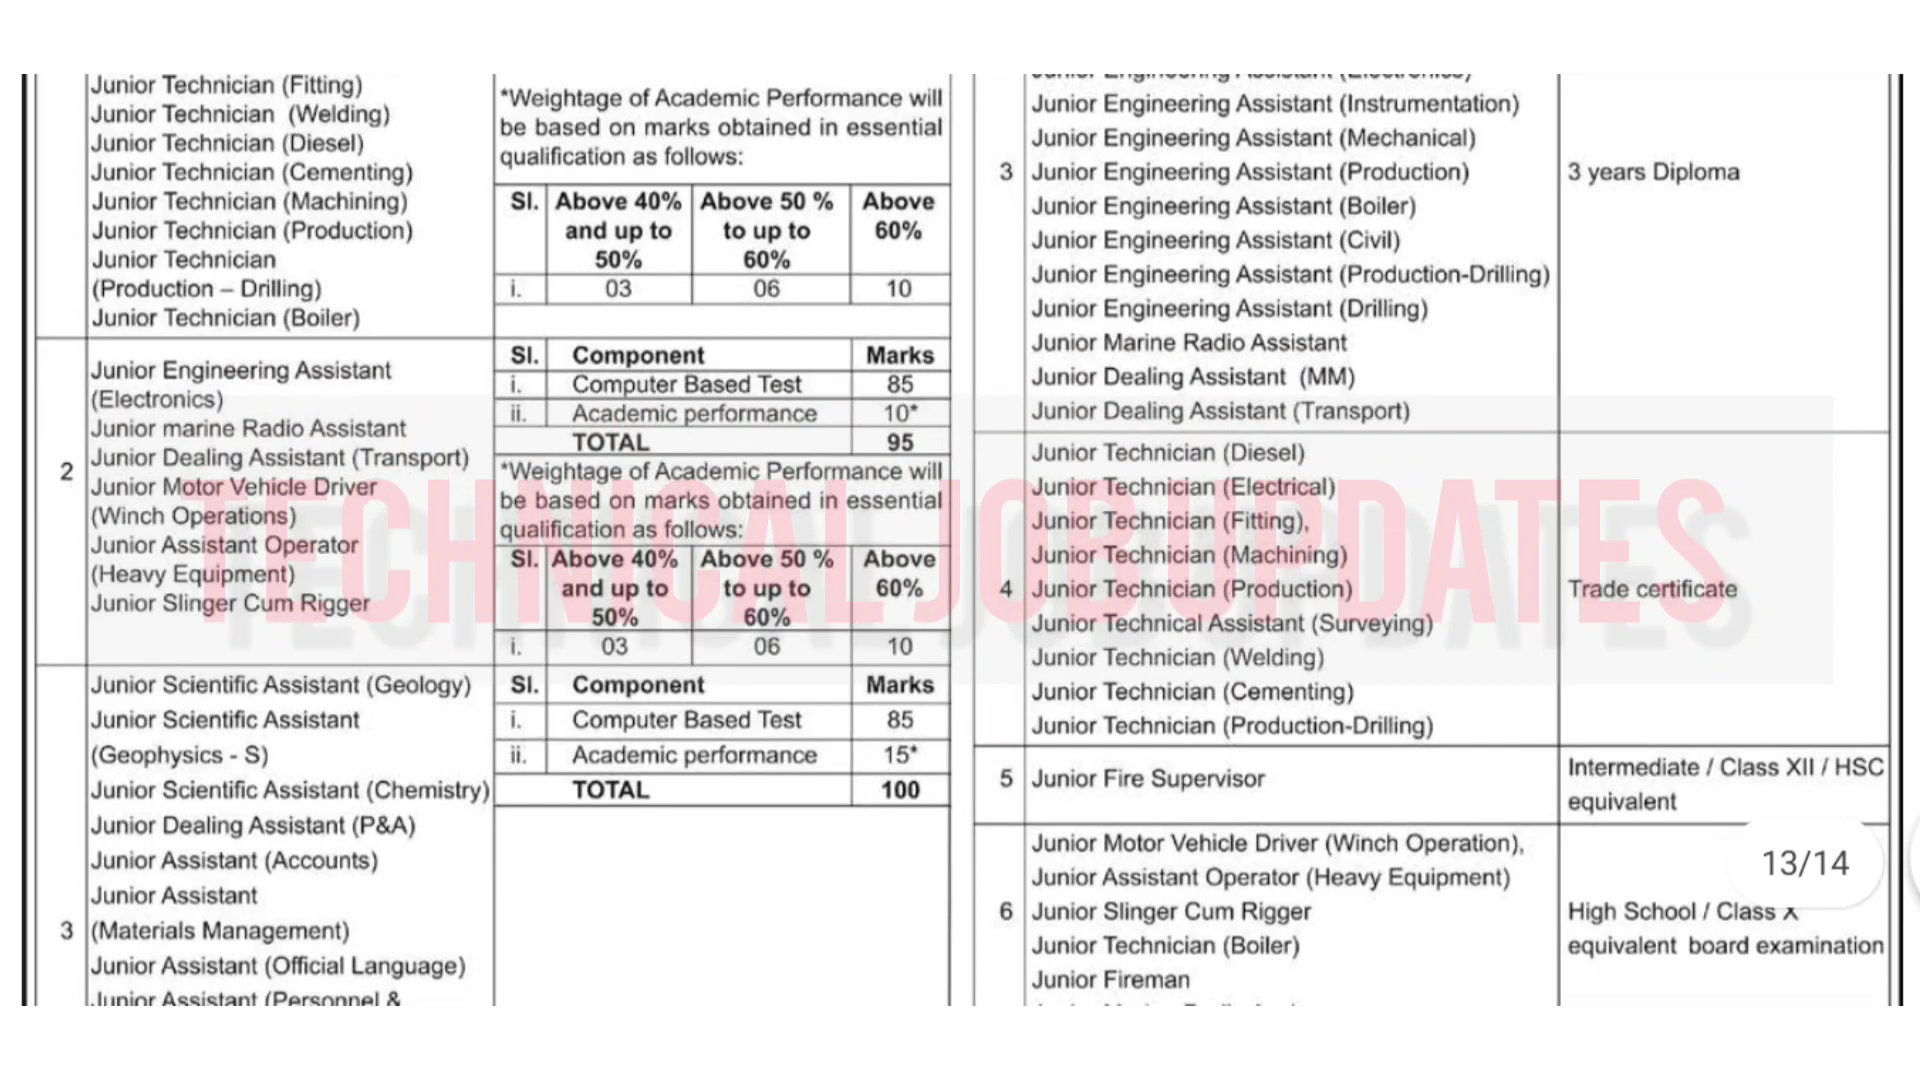 Junior Technician (Fitting)
Junior Technician (Welding)
Junior Technician (Diesel)
Junior Technician (Cementing)
Junior Technician (Machining)
Junior Technician (Production)
Junior Technician
(Production – Drilling)
Junior Technician (Boiler)
*Weightage of Academic Performance will
be based on marks obtained in essential
qualification as follows:
Sl. Above 40% Above 50 % Above
and up to to up to 60%
50% 60%
i. 03 06 10
2
Junior Engineering Assistant
(Electronics)
Junior marine Radio Assistant
Junior Dealing Assistant (Transport)
Junior Motor Vehicle Driver
(Winch Operations)
Junior Assistant Operator
(Heavy Equipment)
Junior Slinger Cum Rigger
Sl. Component Marks
i. Computer Based Test 85
ii. Academic performance 10*
TOTAL 95
*Weightage of Academic Performance will
be based on marks obtained in essential
qualification as follows:
Sl. Above 40% Above 50 % Above
and up to to up to 60%
50% 60%
i. 03 06 10
Junior Scientific Assistant (Geology)
Junior Scientific Assistant
(Geophysics - S)
Junior Scientific Assistant (Chemistry)
Junior Dealing Assistant (P&A)
Junior Assistant (Accounts)
Junior Assistant
3 (Materials Management)
Junior Assistant (Official Language)
Junior Assistant (Personnel &
Sl. Component Marks
i. Computer Based Test 85
ii. Academic performance 15*
TOTAL 100
Junior Engineering Assistant (Electronics)
Junior Engineering Assistant (Instrumentation)
Junior Engineering Assistant (Mechanical)
3 Junior Engineering Assistant (Production) 3 years Diploma
Junior Engineering Assistant (Boiler)
Junior Engineering Assistant (Civil)
Junior Engineering Assistant (Production-Drilling)
Junior Engineering Assistant (Drilling)
Junior Marine Radio Assistant
Junior Dealing Assistant (MM)
Junior Dealing Assistant (Transport)
Junior Technician (Diesel)
Junior Technician (Electrical)
Junior Technician (Fitting),
Junior Technician (Machining)
4 Junior Technician (Production) Trade certificate
Junior Technical Assistant (Surveying)
Junior Technician (Welding)
Junior Technician (Cementing)
Junior Technician (Production-Drilling)
5 Junior Fire Supervisor
Intermediate / Class XII / HSC
equivalent
Junior Motor Vehicle Driver (Winch Operation),
Junior Assistant Operator (Heavy Equipment)
6 Junior Slinger Cum Rigger
Junior Technician (Boiler)
Junior Fireman
High School / Class X
equivalent board examination
13/14
TECHNICAL JOB UPDATES